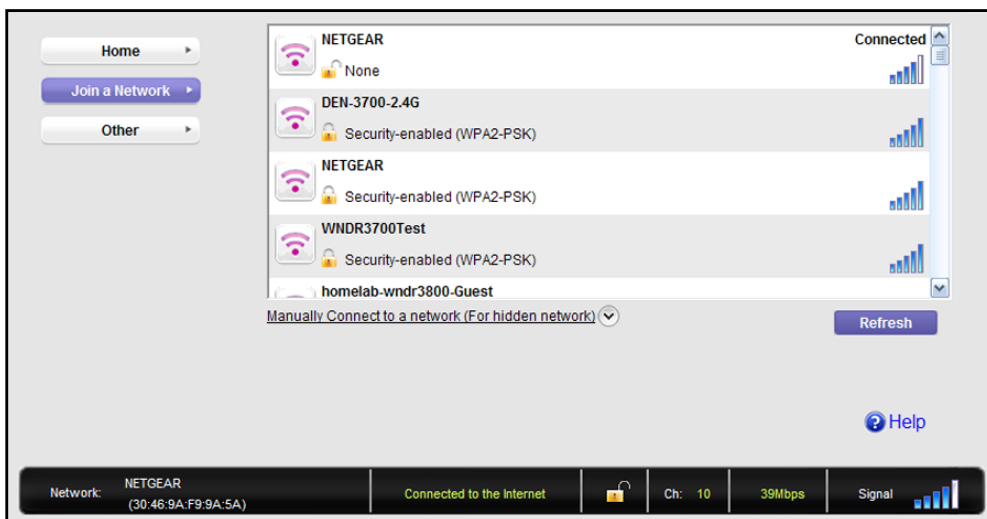 Home
Join a Network
Other
NETGEAR
Connected
None
DEN-3700-2.4G
Security-enabled (WPA2-PSK)
NETGEAR
Security-enabled (WPA2-PSK)
WNDR3700Test
Security-enabled (WPA2-PSK)
homelab-wndr3800-Guest
Manually Connect to a network (For hidden network)
Refresh
? Help
Network: NETGEAR
(30:46:9A:F9:9A:5A)
Connected to the Internet
Ch: 10
39Mbps
Signal